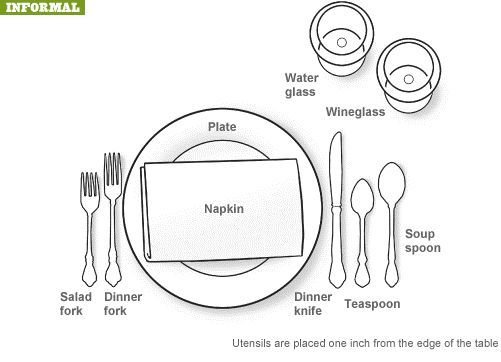 INFORMAL
Water
glass
Wineglass
Plate
Napkin
Soup
spoon
Salad
fork
Dinner
fork
Dinner
knife
Teaspoon
Utensils are placed one inch from the edge of the table